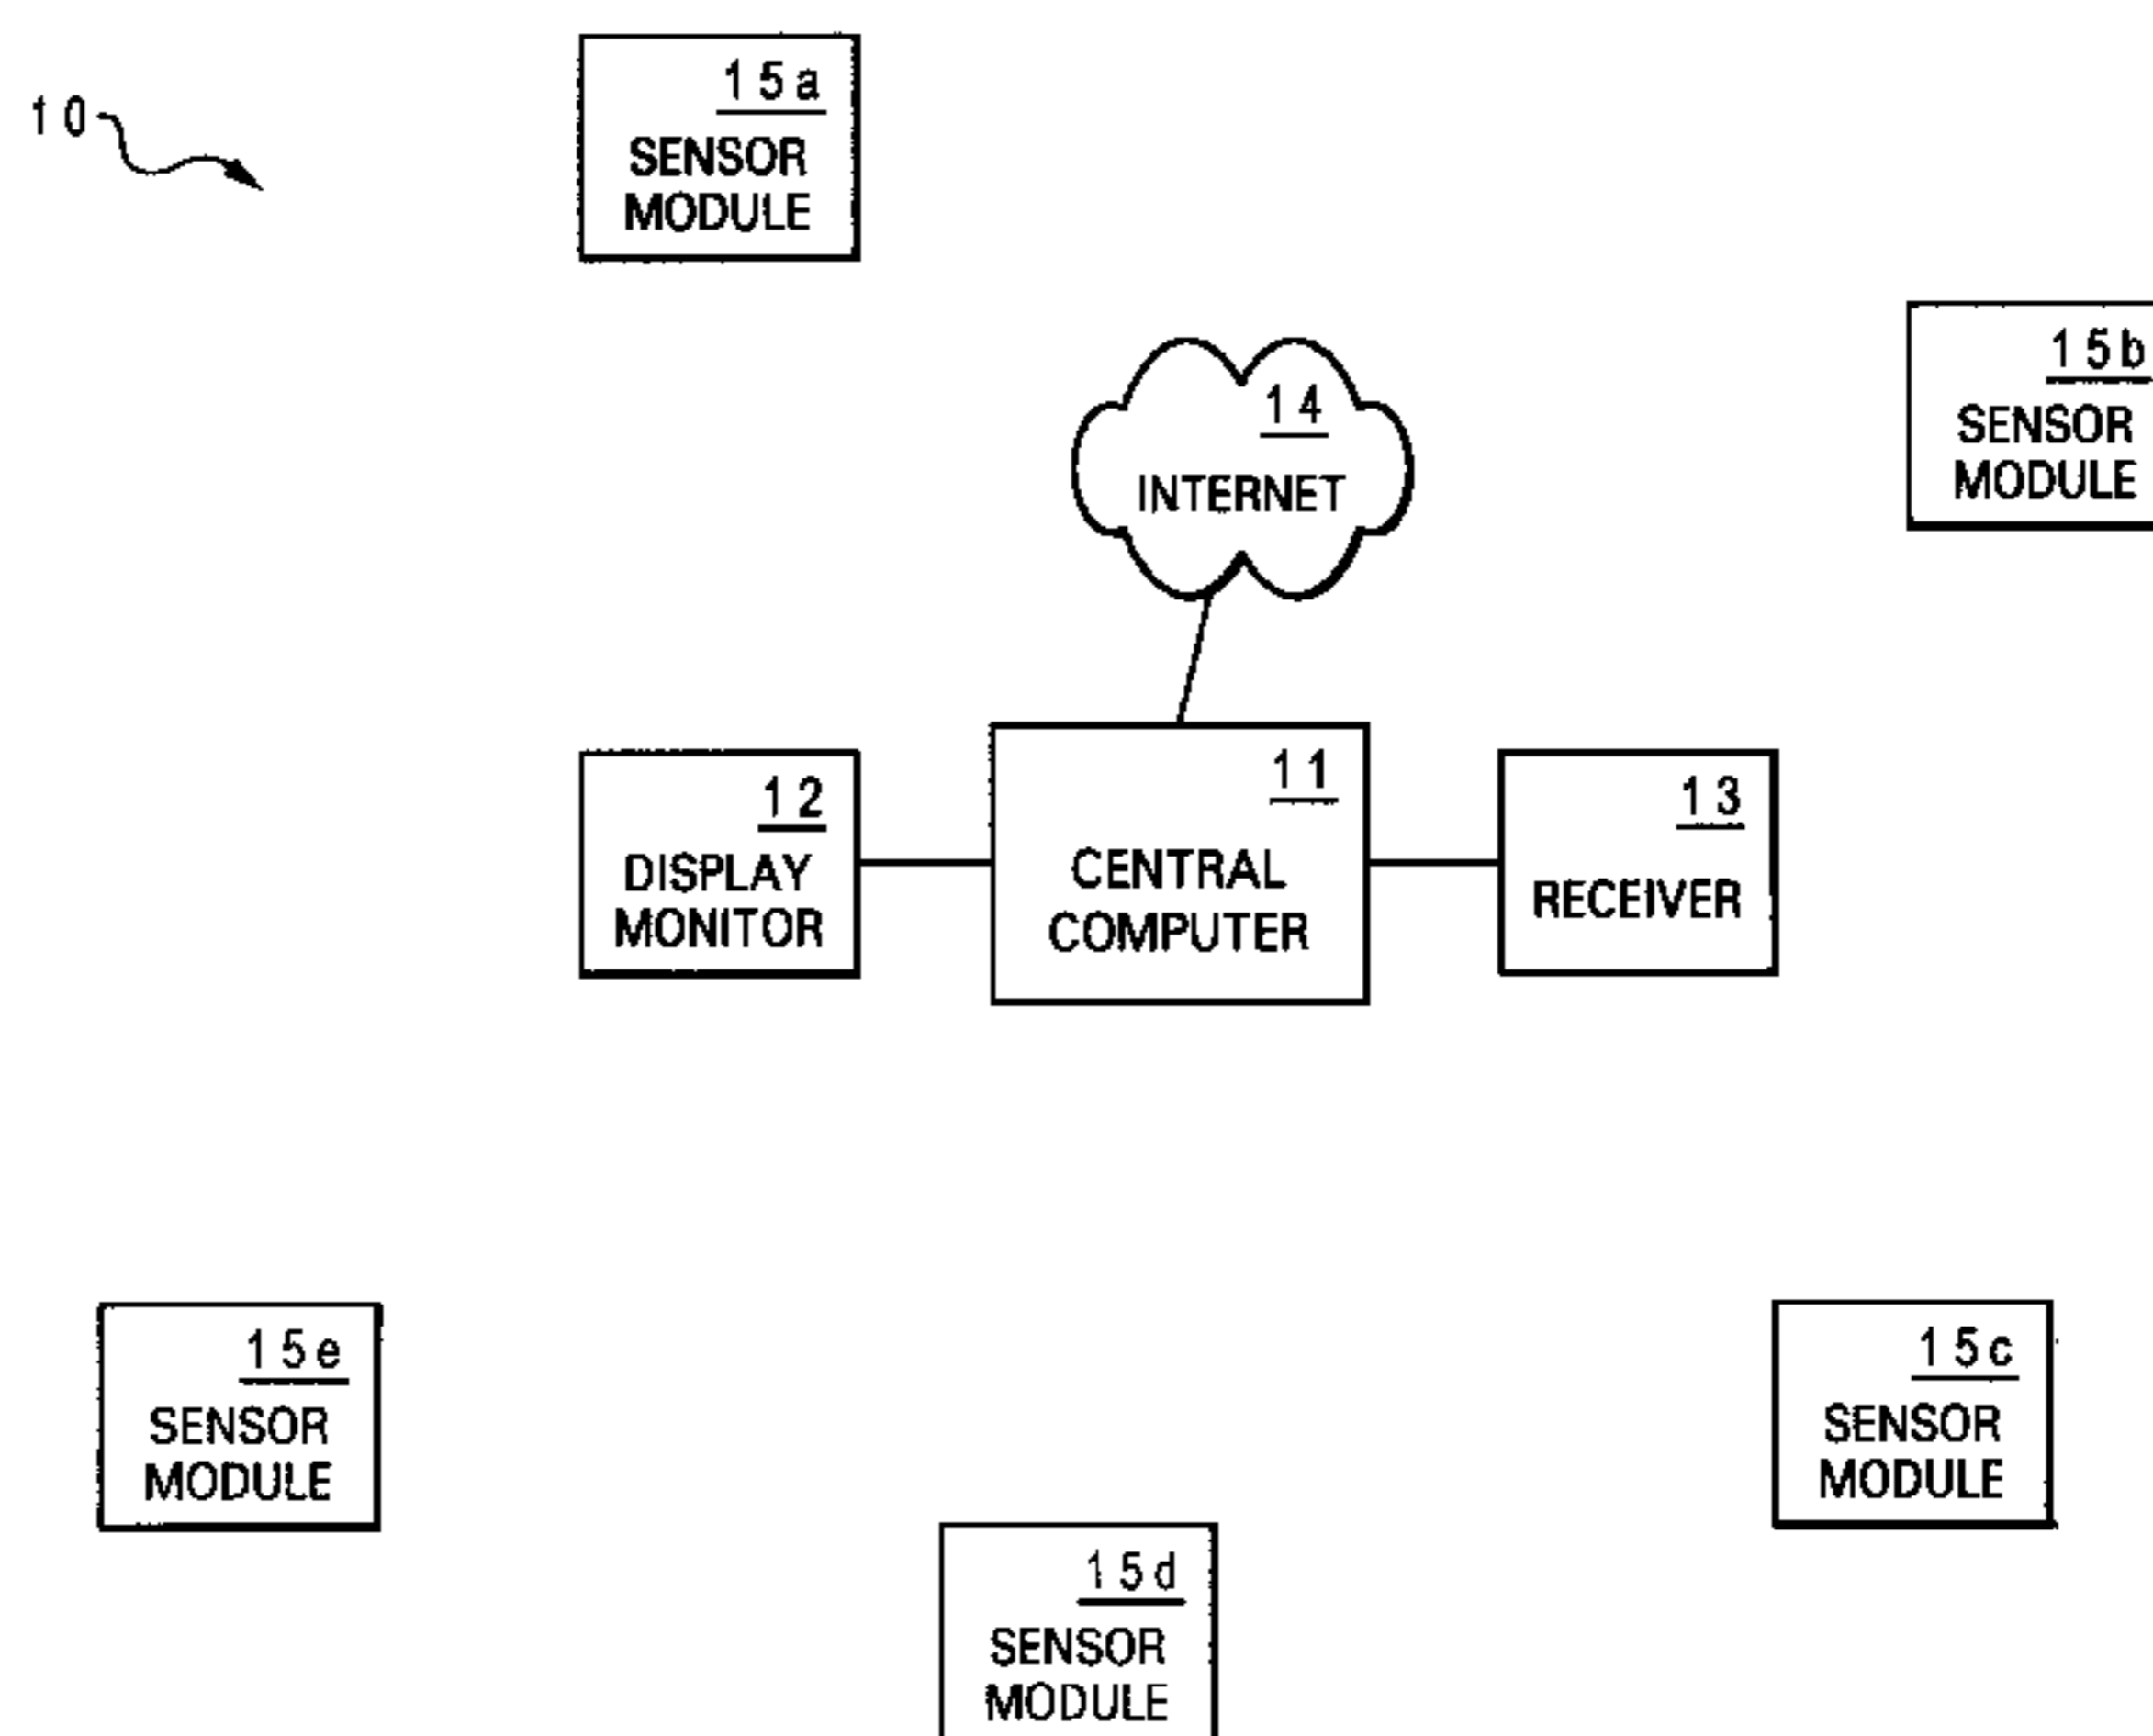 10
15a
SENSOR
MODULE
15b
SENSOR
MODULE
14
INTERNET
12
DISPLAY
MONITOR
11
CENTRAL
COMPUTER
13
RECEIVER
15e
SENSOR
MODULE
15c
SENSOR
MODULE
15d
SENSOR
MODULE